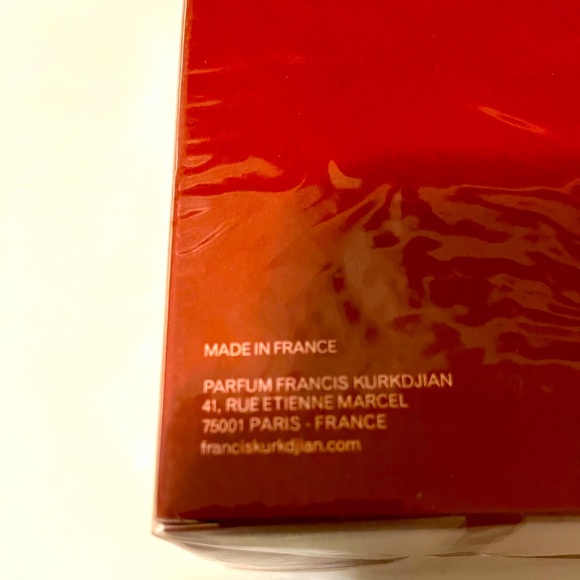 MADE IN FRANCE
PARFUM FRANCIS KURKDJIAN
41, RUE ETIENNE MARCEL
75001 PARIS - FRANCE
franciskurkdjian.com